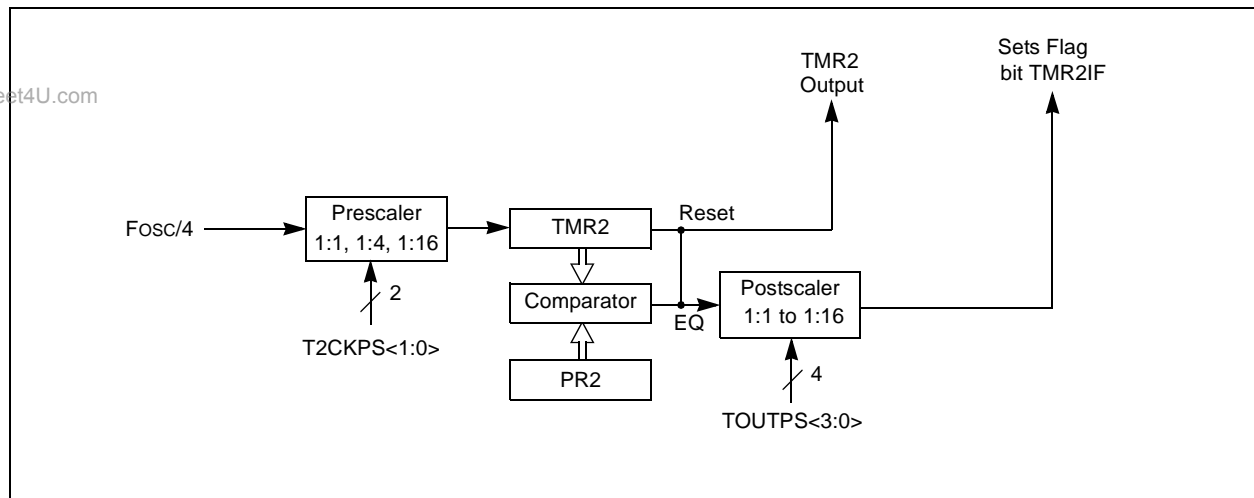 eet4U.com
TMR2
Output
Sets Flag
bit TMR2IF
Fosc/4
Prescaler
1:1, 1:4, 1:16
2
T2CKPS<1:0>
TMR2
Reset
Comparator
EQ
PR2
Postscaler
1:1 to 1:16
4
TOUTPS<3:0>